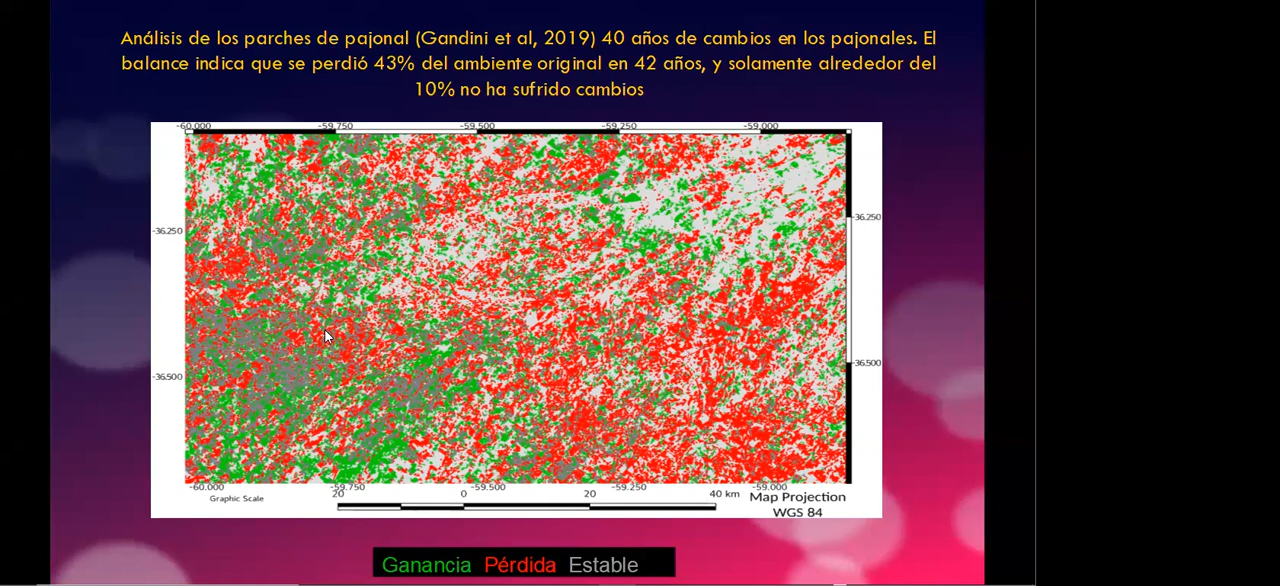 Análisis de los parches de pajonal (Gandini et al, 2019) 40 años de cambios en los pajonales. El
balance indica que se perdió 43% del ambiente original en 42 años, y solamente alrededor del
10% no ha sufrido cambios
-60.000 -59.750 -59.500 -59.250 -59.000
-36.250 -36.250
-36.500 -36.500
-60.000 -59.750 -59.500 -59.250 -59.000
Graphic Scale 20 0 20 40 km Map Projection
WGS 84
Ganancia Pérdida Estable